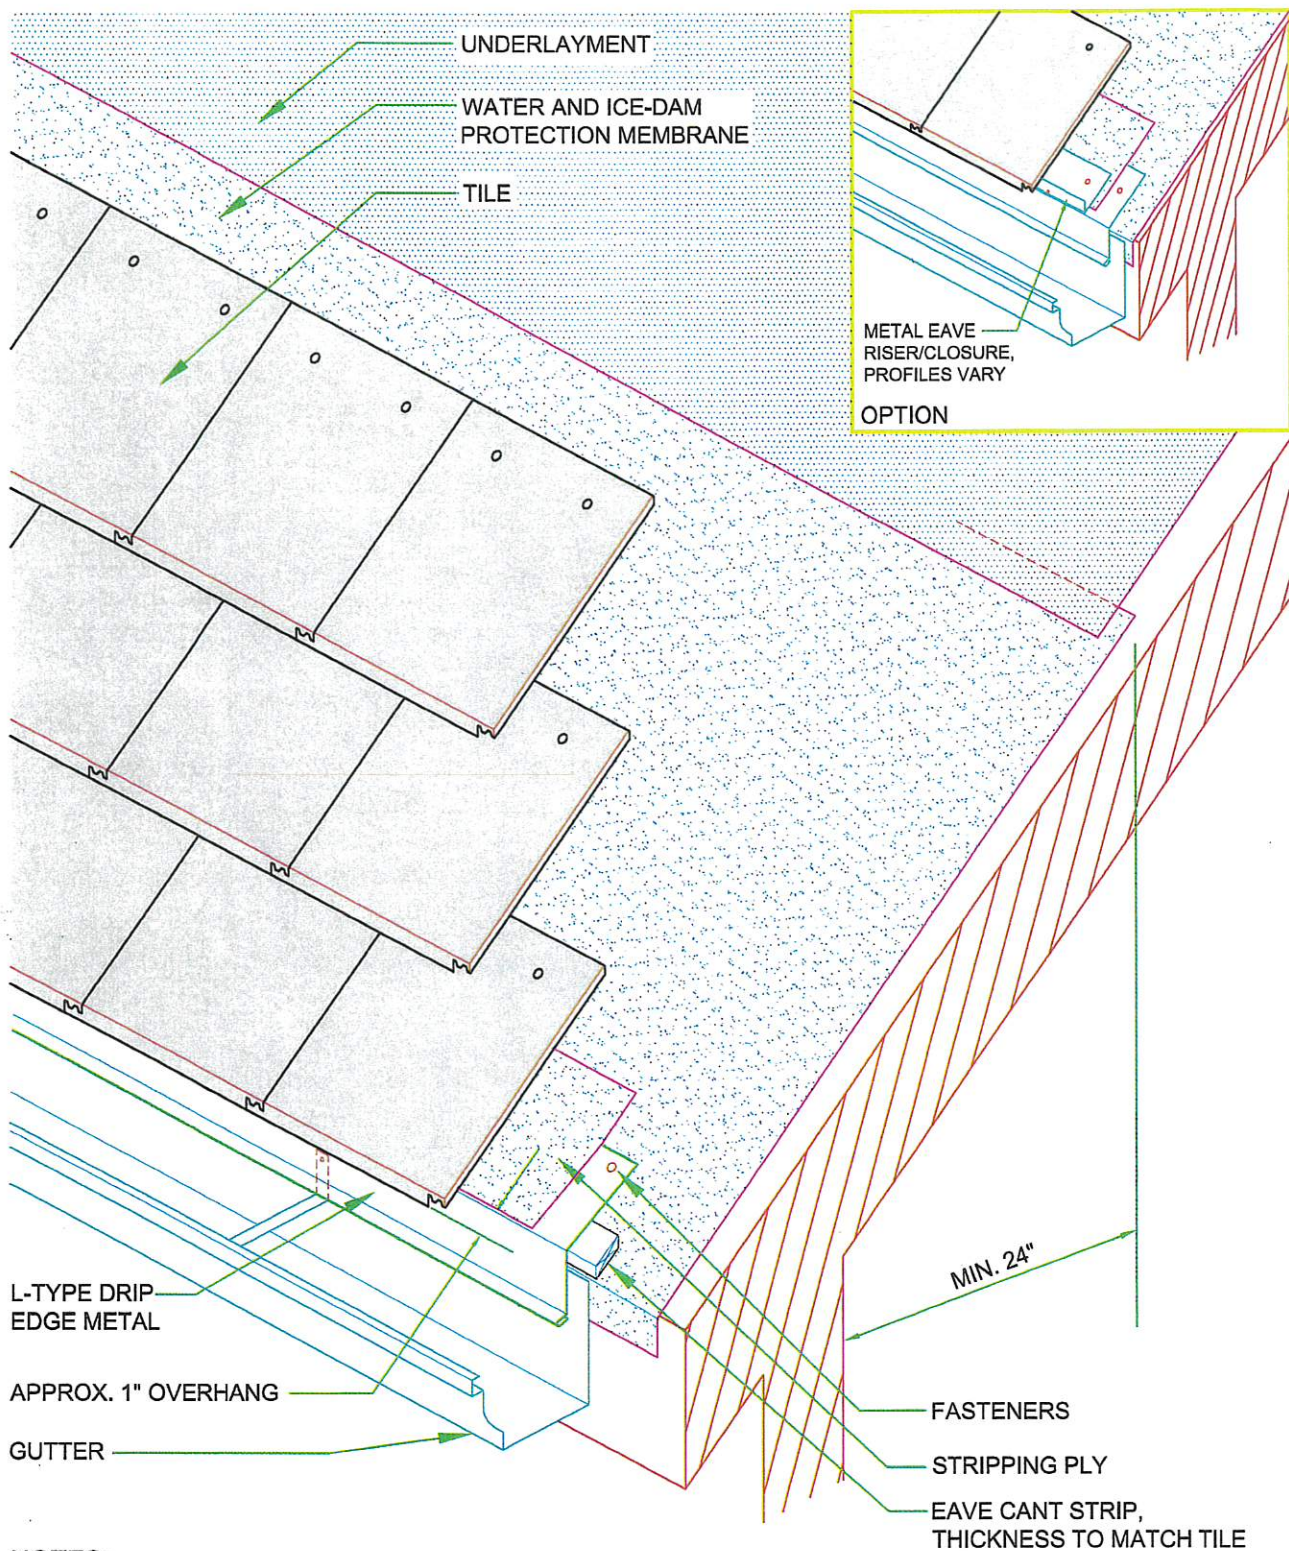 UNDERLAYMENT
WATER AND ICE-DAM
PROTECTION MEMBRANE
TILE
METAL EAVE
RISER/CLOSURE,
PROFILES VARY
OPTION
MIN. 24"
L-TYPE DRIP
EDGE METAL
APPROX. 1" OVERHANG
GUTTER
FASTENERS
STRIPPING PLY
EAVE CANT STRIP,
THICKNESS TO MATCH TILE